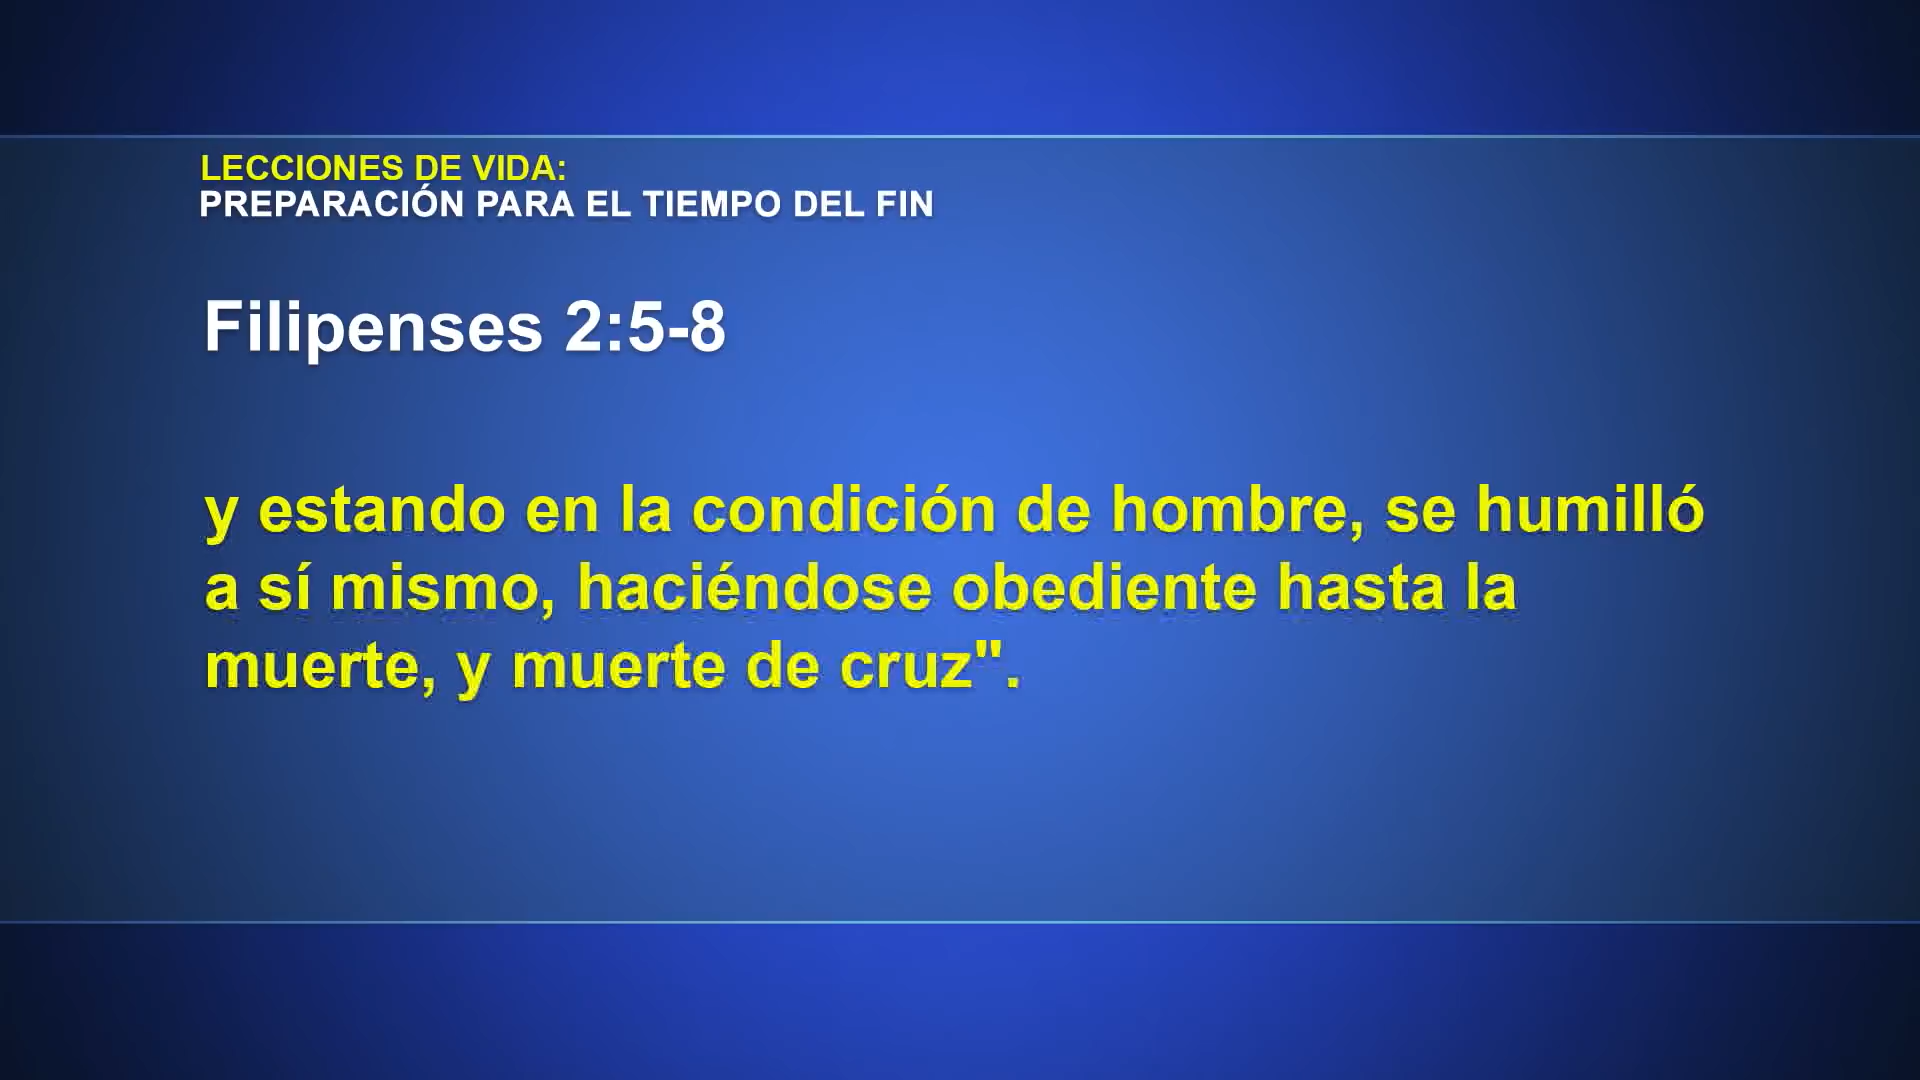 LECCIONES DE VIDA:
PREPARACIÓN PARA EL TIEMPO DEL FIN
Filipenses 2:5-8
y estando en la condición de hombre, se humilló
a sí mismo, haciéndose obediente hasta la
muerte, y muerte de cruz".